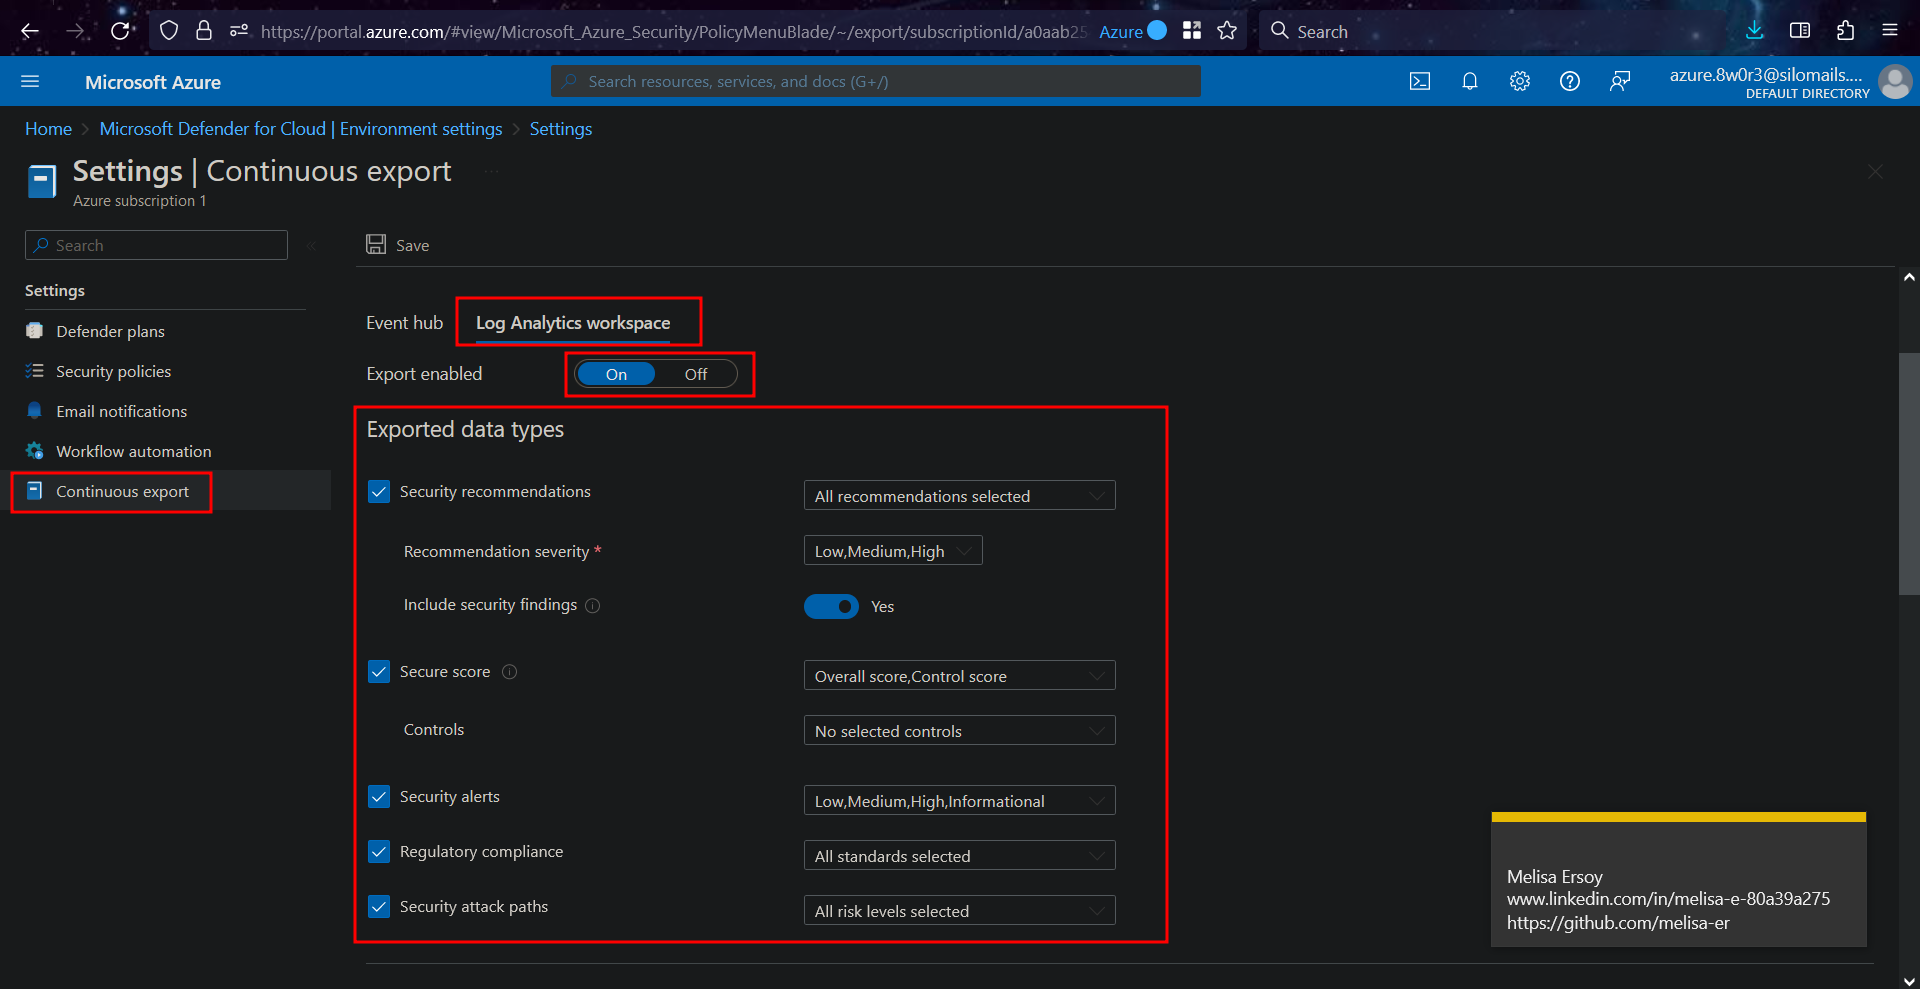 https://portal.azure.com/#view/Microsoft_Azure_Security/PolicyMenuBlade/~/export/subscriptionId/a0aab25
Azure
Search
Microsoft Azure
Search resources, services, and docs (G+/)
azure.8w0r3@silomails....
DEFAULT DIRECTORY
Home > Microsoft Defender for Cloud | Environment settings > Settings
Settings | Continuous export ...
Azure subscription 1
Search
«
Save
Settings
Defender plans
Security policies
Email notifications
Workflow automation
Continuous export
Event hub
Log Analytics workspace
Export enabled
On
Off
Exported data types
Security recommendations
All recommendations selected
Recommendation severity *
Low,Medium,High
Include security findings
Yes
Secure score
Overall score,Control score
Controls
No selected controls
Security alerts
Low,Medium,High,Informational
Regulatory compliance
All standards selected
Security attack paths
All risk levels selected
Melisa Ersoy
www.linkedin.com/in/melisa-e-80a39a275
https://github.com/melisa-er